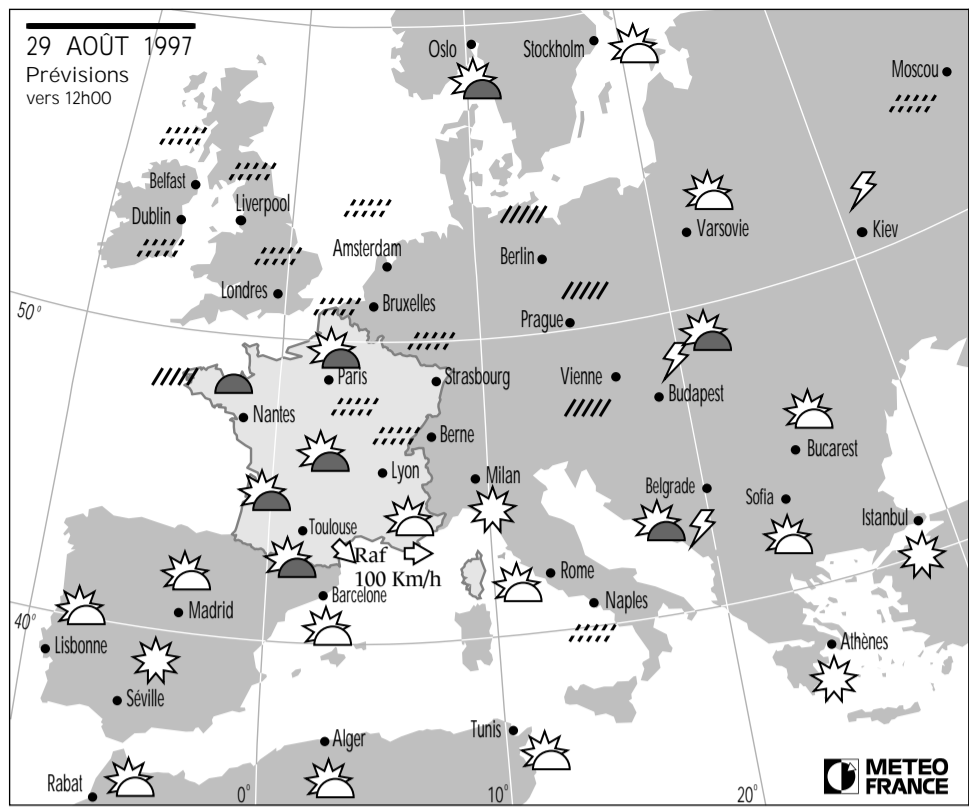 29 AOÛT 1997
Prévisions
vers 12h00
Oslo
Stockholm
Moscou
Belfast
Dublin
Liverpool
Varsovie
Kiev
Amsterdam
Berlin
Londres
Bruxelles
50°
Prague
Paris
Strasbourg
Vienne
Budapest
Nantes
Berne
Bucarest
Lyon
Milan
Belgrade
Sofia
Istanbul
Toulouse
Raf
100 Km/h
Rome
Barcelone
Naples
Madrid
40°
Lisbonne
Athènes
Séville
Tunis
Alger
Rabat
0°
10°
20°
METEO
FRANCE